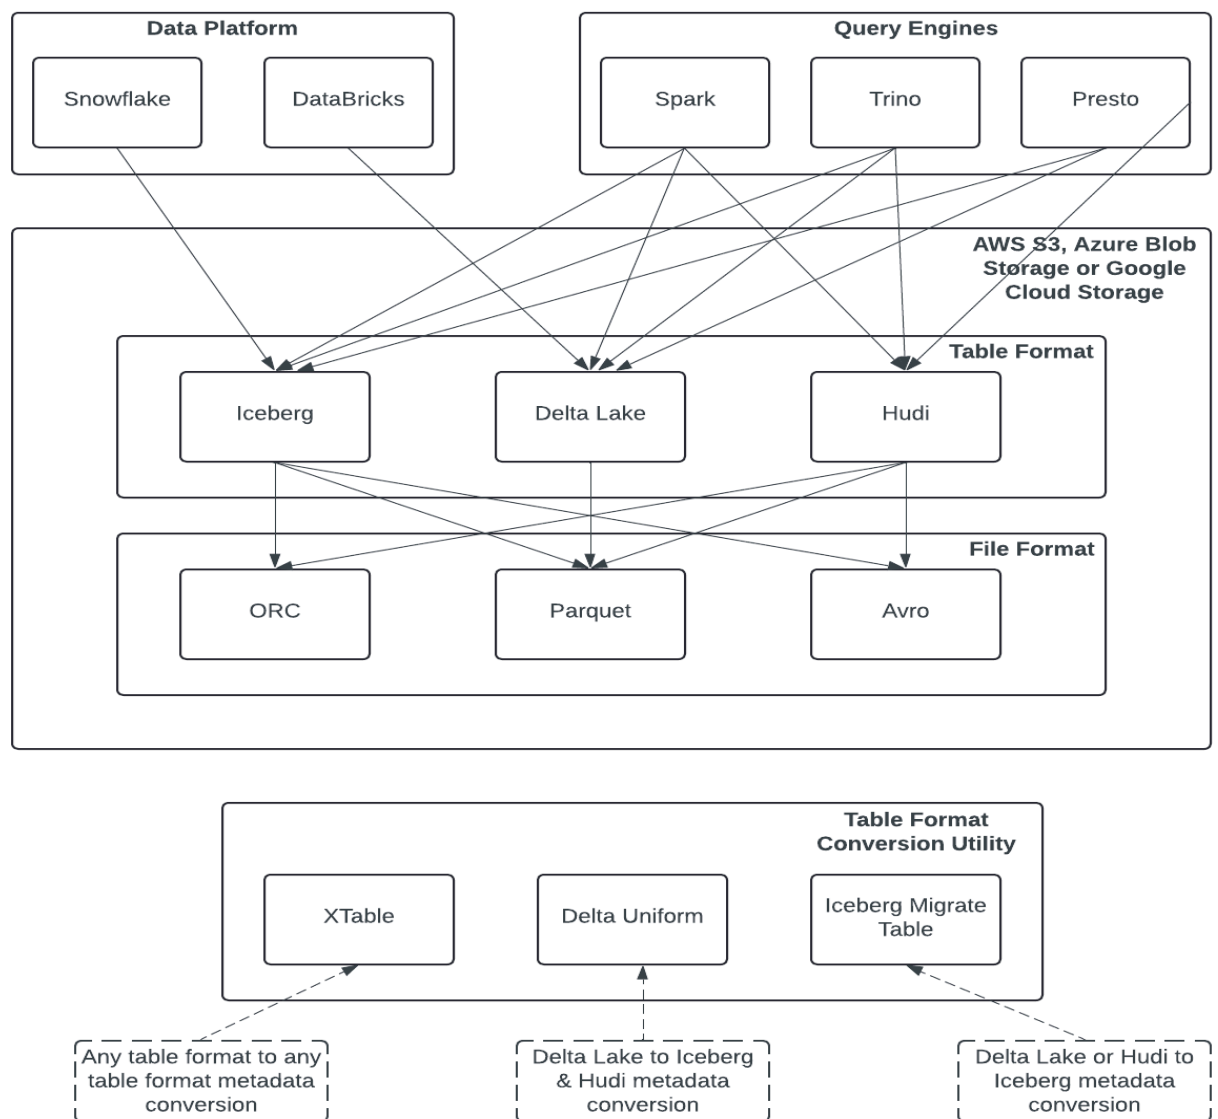 Data Platform
Query Engines
Snowflake
DataBricks
Spark
Trino
Presto
AWS S3, Azure Blob
Storage or Google
Cloud Storage
Table Format
Iceberg
Delta Lake
Hudi
File Format
ORC
Parquet
Avro
Table Format
Conversion Utility
XTable
Delta Uniform
Iceberg Migrate
Table
Any table format to any
table format metadata
conversion
Delta Lake to Iceberg
& Hudi metadata
conversion
Delta Lake or Hudi to
Iceberg metadata
conversion